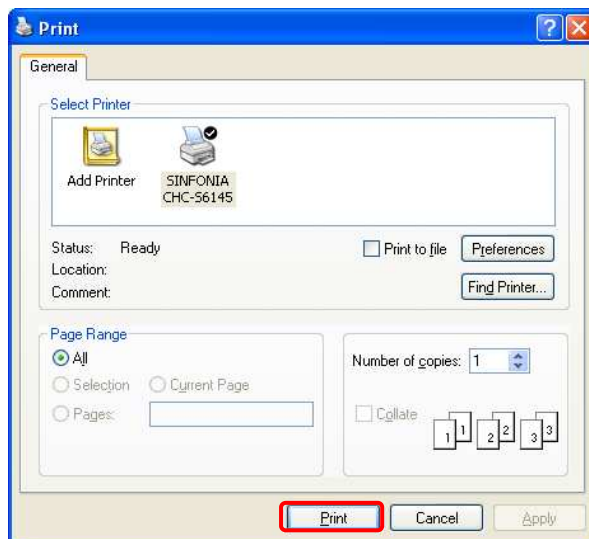 Print
General
Select Printer
Add Printer
SINFONIA
CHC-S6145
Status: Ready
Location:
Comment:
Print to file
Preferences
Find Printer...
Page Range
All
Selection
Current Page
Pages:
Number of copies: 1
Collate
1 1 2 2 3 3
Print
Cancel
Apply